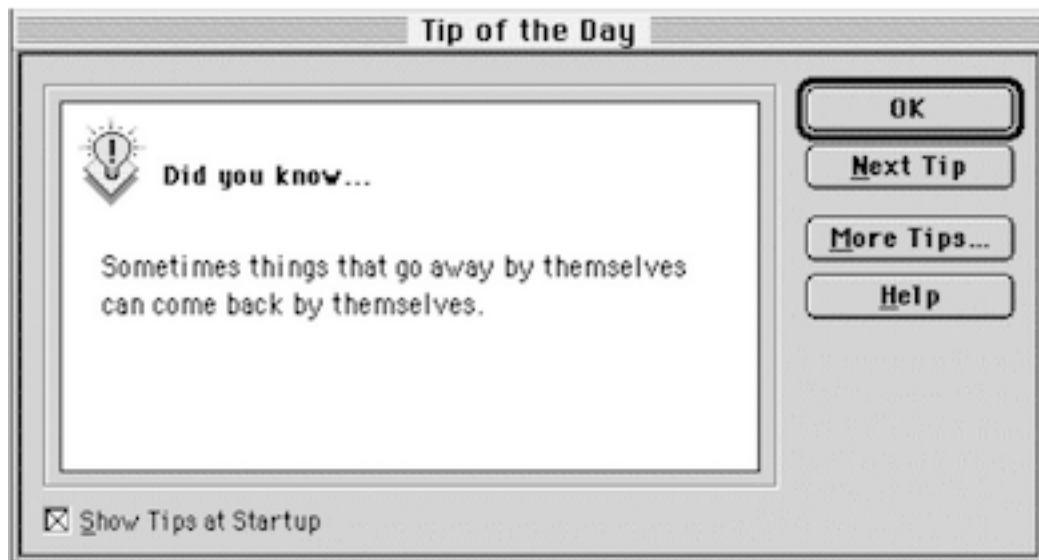 Tip of the Day
Did you know...
Sometimes things that go away by themselves
can come back by themselves.
OK
Next Tip
More Tips...
Help
Show Tips at Startup